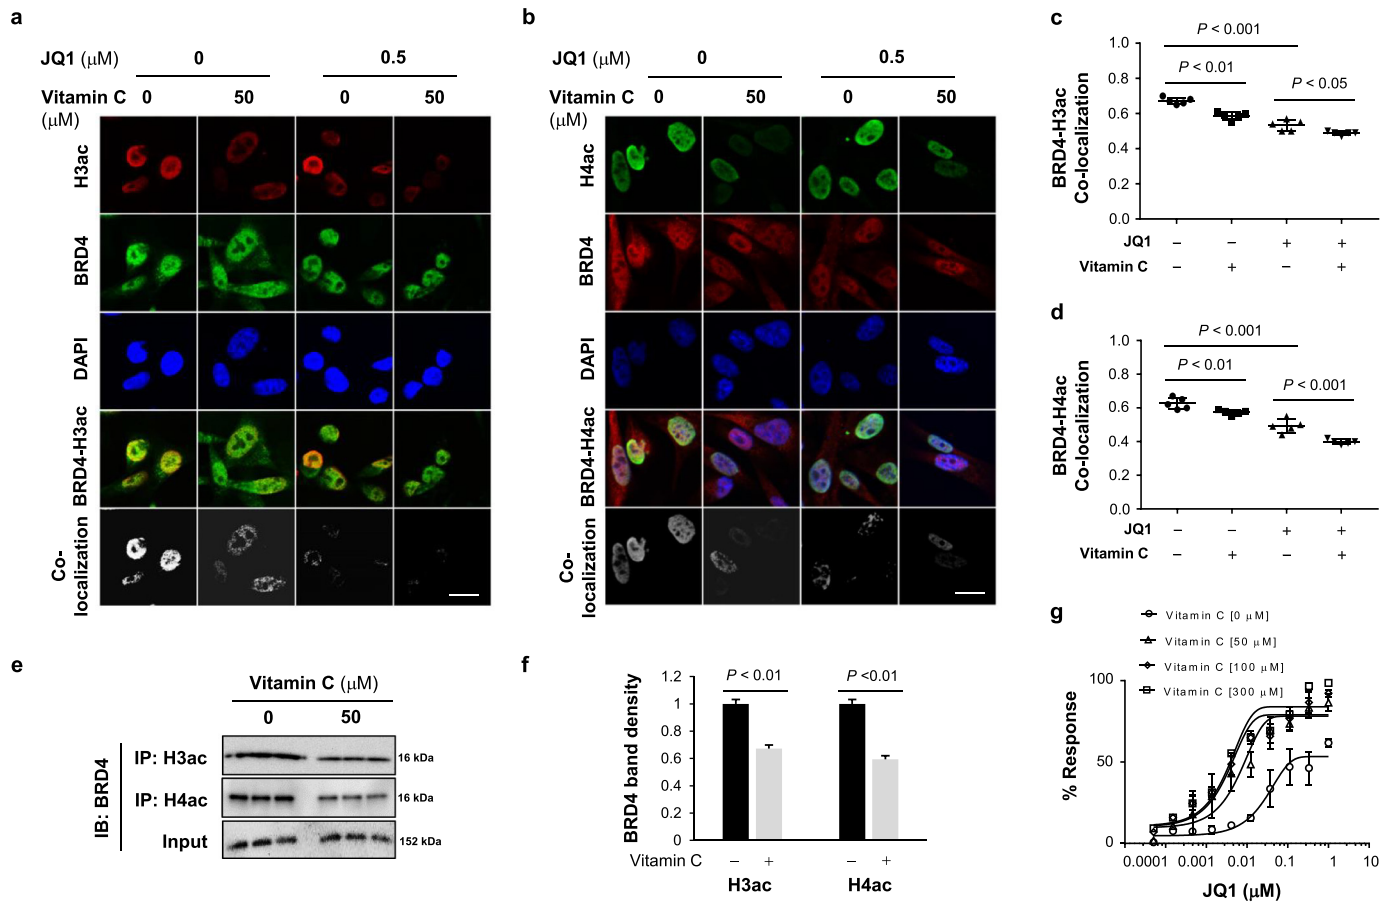 a
JQ1 (μM) 0 0.5
Vitamin C 0 50 0 50
(μM)
H3ac
BRD4
DAPI
BRD4-H3ac
Co-
localization
b
JQ1 (μM) 0 0.5
Vitamin C 0 50 0 50
(μM)
H4ac
BRD4
DAPI
BRD4-H4ac
Co-
localization
c
P < 0.001
P < 0.01
P < 0.05
1.0
0.8
0.6
0.4
0.2
0.0
BRD4-H3ac
Co-localization
JQ1 − − + +
Vitamin C − + − +
d
P < 0.001
P < 0.01
P < 0.001
1.0
0.8
0.6
0.4
0.2
0.0
BRD4-H4ac
Co-localization
JQ1 − − + +
Vitamin C − + − +
e
Vitamin C (μM)
0 50
IB: BRD4
IP: H3ac 16 kDa
IP: H4ac 16 kDa
Input 152 kDa
f
P < 0.01 P <0.01
1.2
1
0.8
0.6
0.4
0.2
0
BRD4 band density
Vitamin C − + − +
H3ac H4ac
g
Vitamin C [0 μM]
Vitamin C [50 μM]
Vitamin C [100 μM]
Vitamin C [300 μM]
100
50
0
% Response
0.0001 0.001 0.01 0.1 1 10
JQ1 (μM)